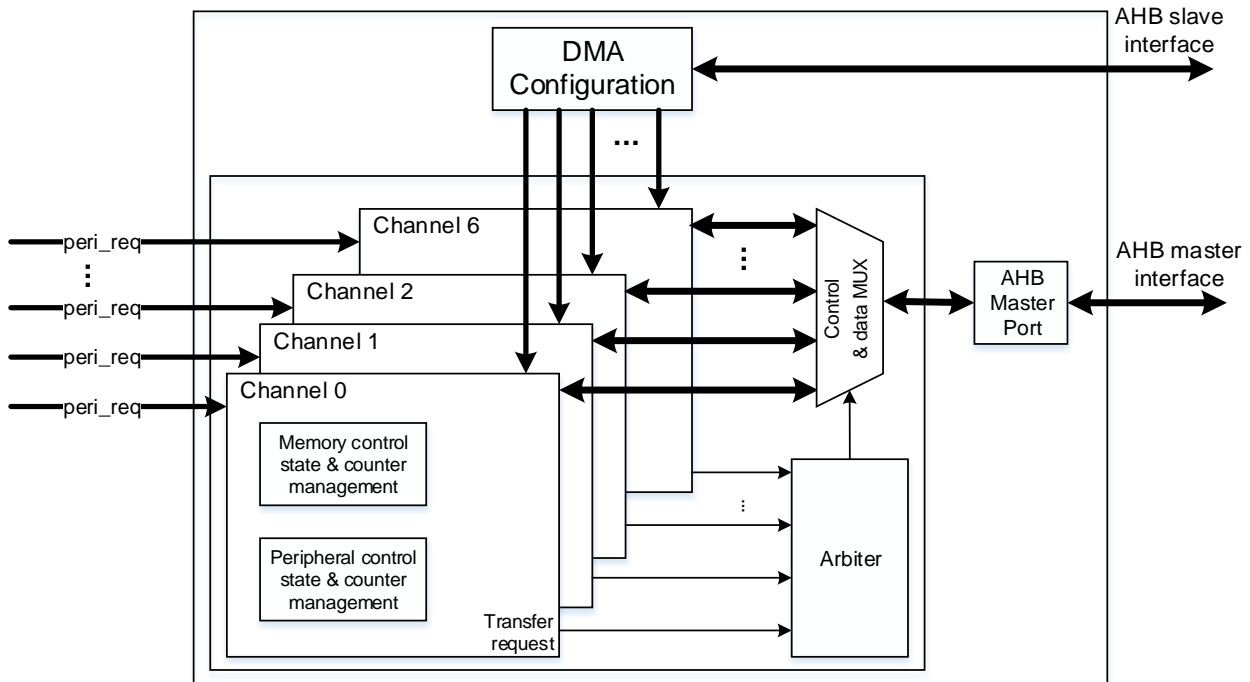 AHB slave
interface
DMA
Configuration
...
Channel 6
peri_req
...
...
AHB master
interface
Channel 2
peri_req
Control
& data MUX
AHB
Master
Port
Channel 1
peri_req
Channel 0
peri_req
Memory control
state & counter
management
...
Arbiter
Peripheral control
state & counter
management
Transfer
request